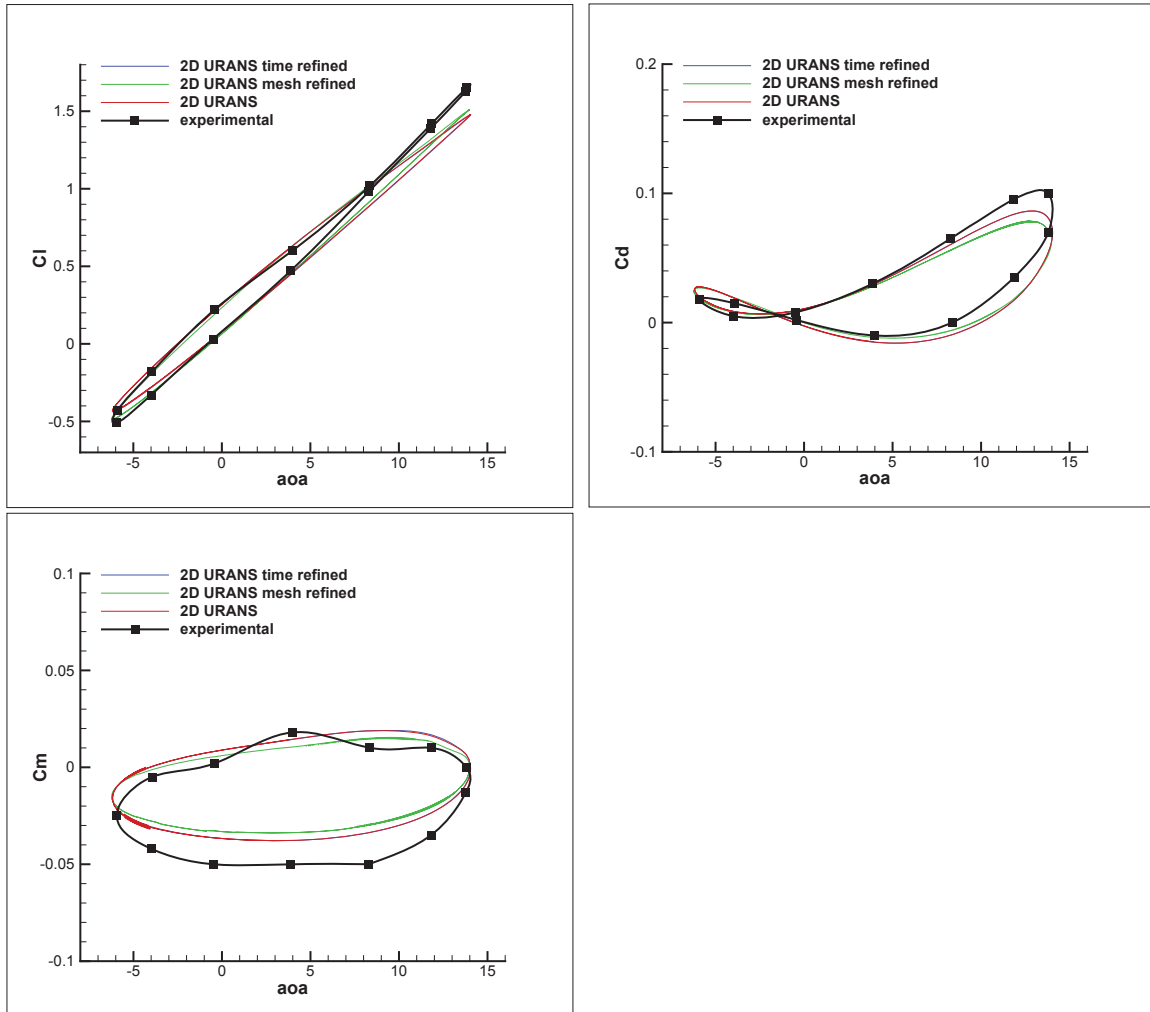 2D URANS time refined
2D URANS mesh refined
2D URANS
experimental
1.5
1
0.5
0
-0.5
Cl
-5 0 5 10 15
aoa
2D URANS time refined
2D URANS mesh refined
2D URANS
experimental
0.2
0.1
0
-0.1
Cd
-5 0 5 10 15
aoa
2D URANS time refined
2D URANS mesh refined
2D URANS
experimental
0.1
0.05
0
-0.05
-0.1
Cm
-5 0 5 10 15
aoa